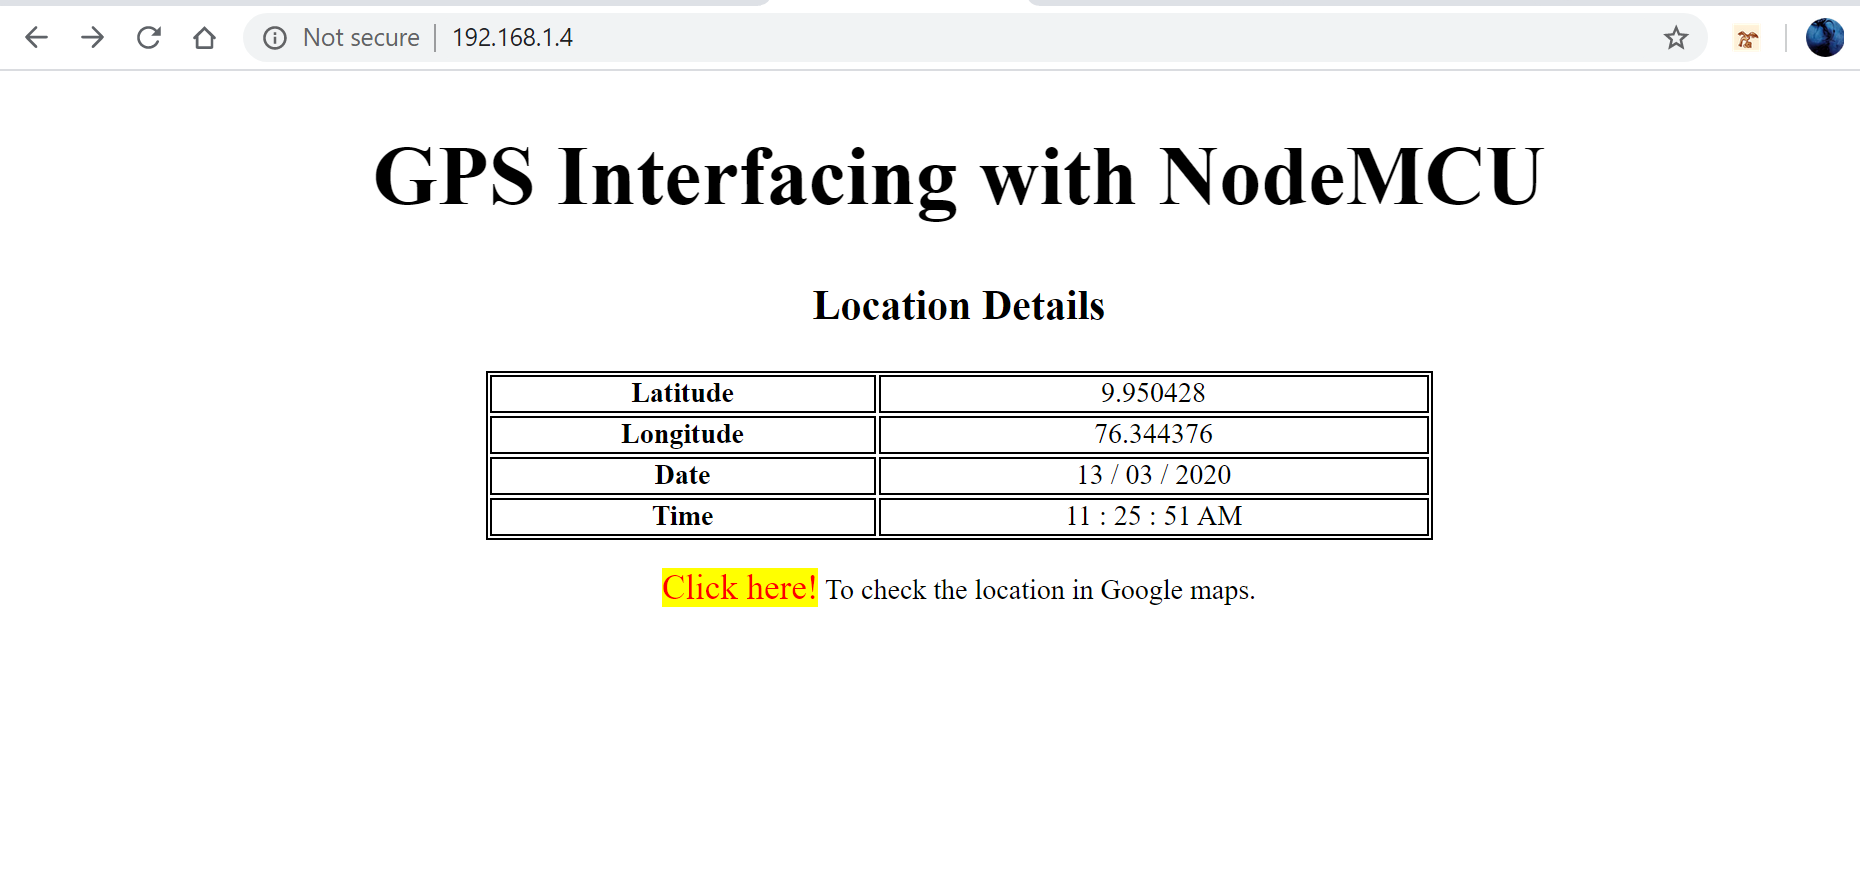 Not secure 192.168.1.4
GPS Interfacing with NodeMCU
Location Details
Latitude 9.950428
Longitude 76.344376
Date 13 / 03 / 2020
Time 11 : 25 : 51 AM
Click here! To check the location in Google maps.